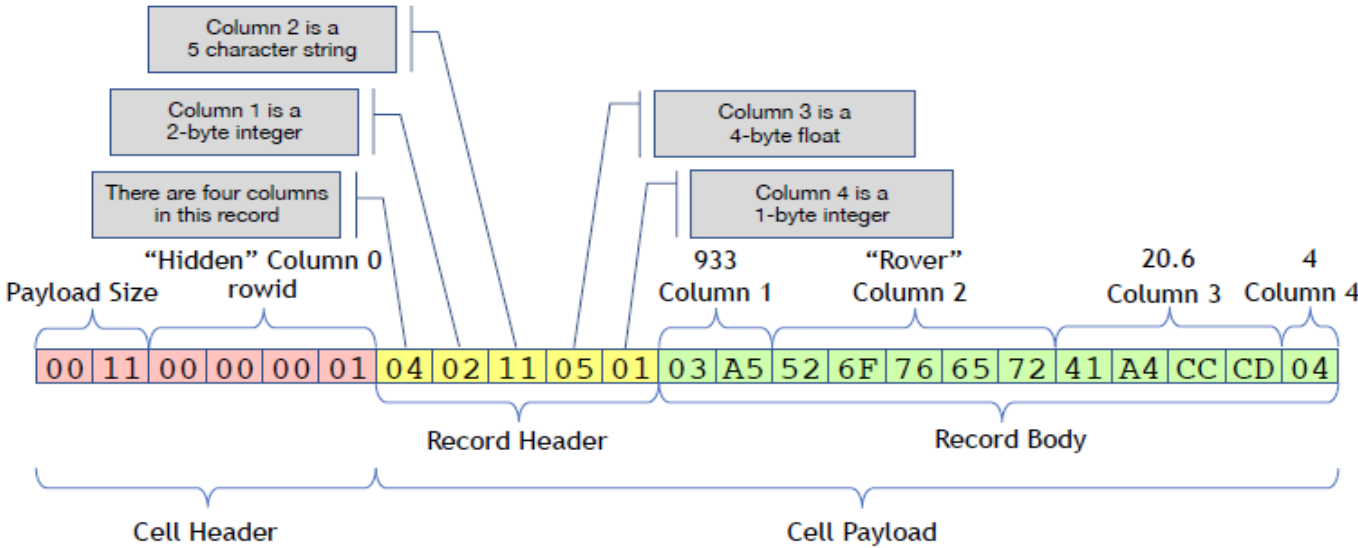 Column 2 is a
5 character string
Column 1 is a
2-byte integer
Column 3 is a
4-byte float
There are four columns
in this record
Column 4 is a
1-byte integer
“Hidden” Column 0
rowid
Payload Size
933
Column 1
“Rover”
Column 2
20.6
Column 3
4
Column 4
00 11 00 00 00 01 04 02 11 05 01 03 A5 52 6F 76 65 72 41 A4 CC CD 04
Record Header
Record Body
Cell Header
Cell Payload